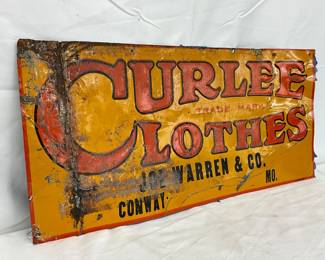 CURLEE
TRADE MARK
CLOTHES
JOE WARREN & CO.
CONWAY MO.